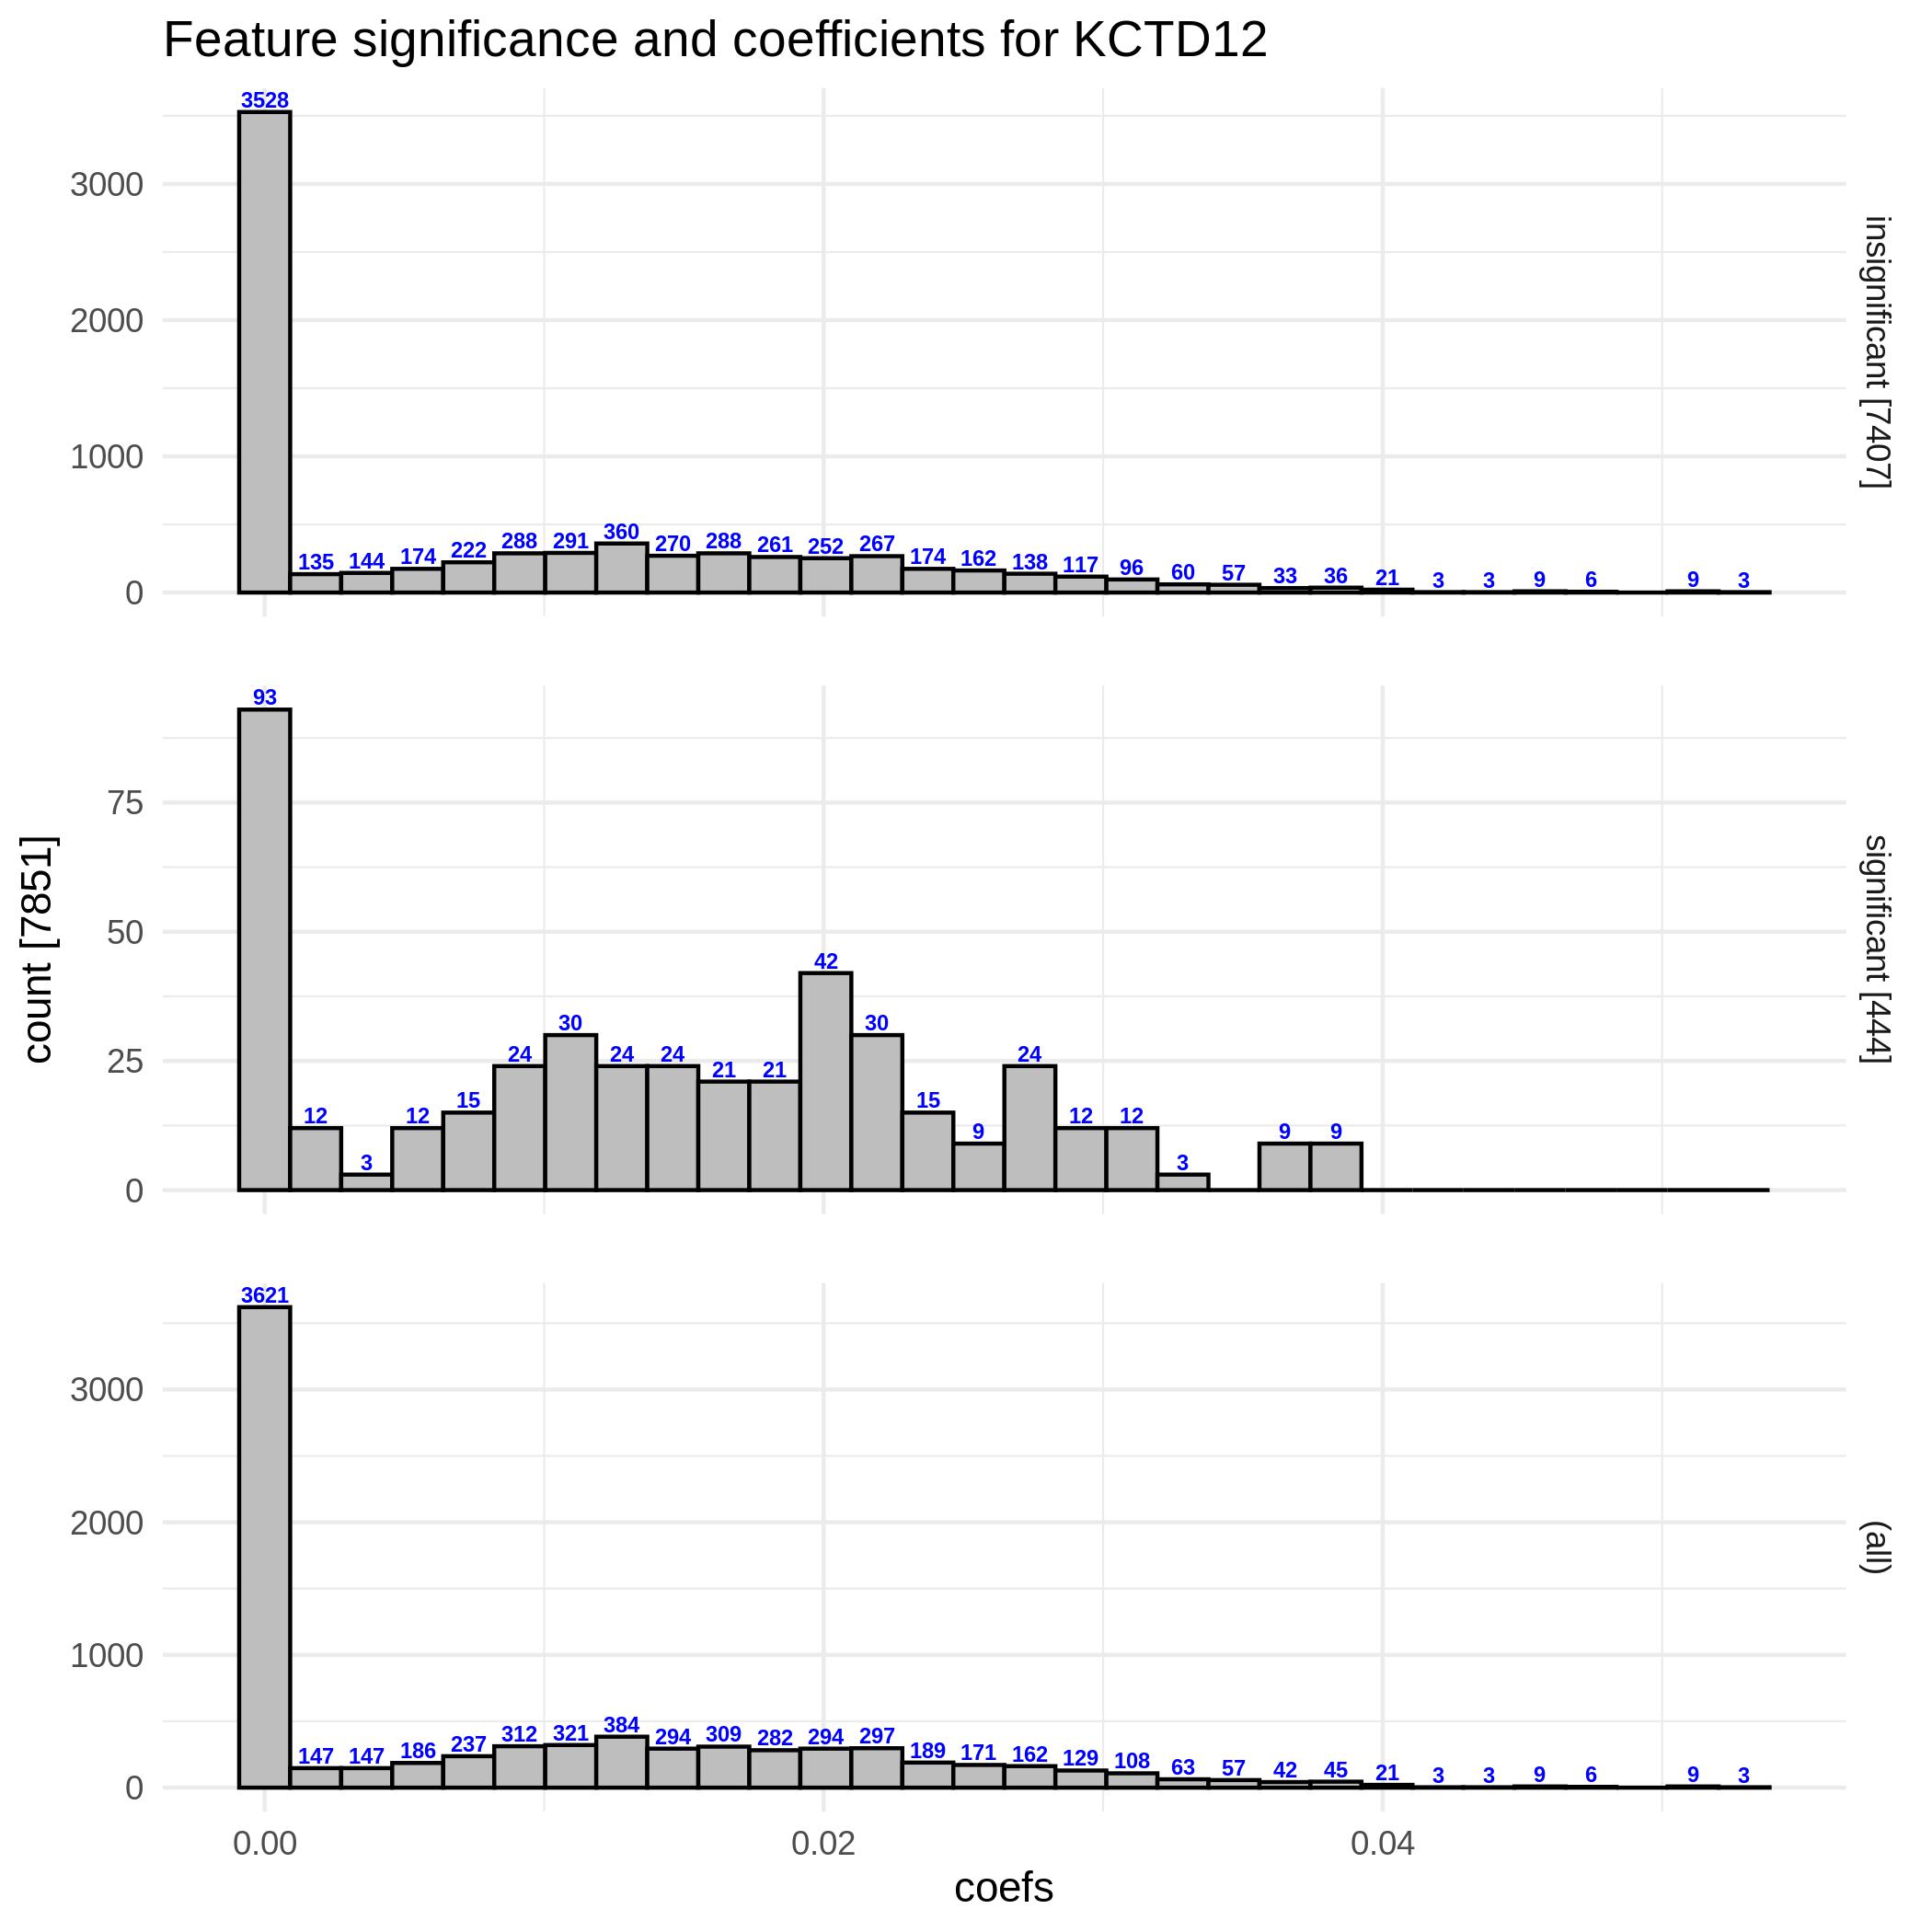 Feature significance and coefficients for KCTD12
3528
3000
2000
1000
0
135 144 174 222 288 291 360 270 288 261 252 267 174 162 138 117 96 60 57 33 36 21 3 3 9 6 9 3
insignificant [7407]
93
75
50
25
0
12 3 12 15 24 30 24 24 21 21 42 30 15 9 24 12 12 3 9 9
significant [444]
count [7851]
3621
3000
2000
1000
0
147 147 186 237 312 321 384 294 309 282 294 297 189 171 162 129 108 63 57 42 45 21 3 3 9 6 9 3
(all)
0.00 0.02 0.04
coefs